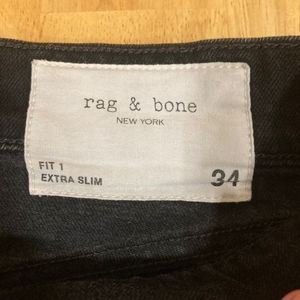 rag & bone
NEW YORK
FIT 1
EXTRA SLIM
34